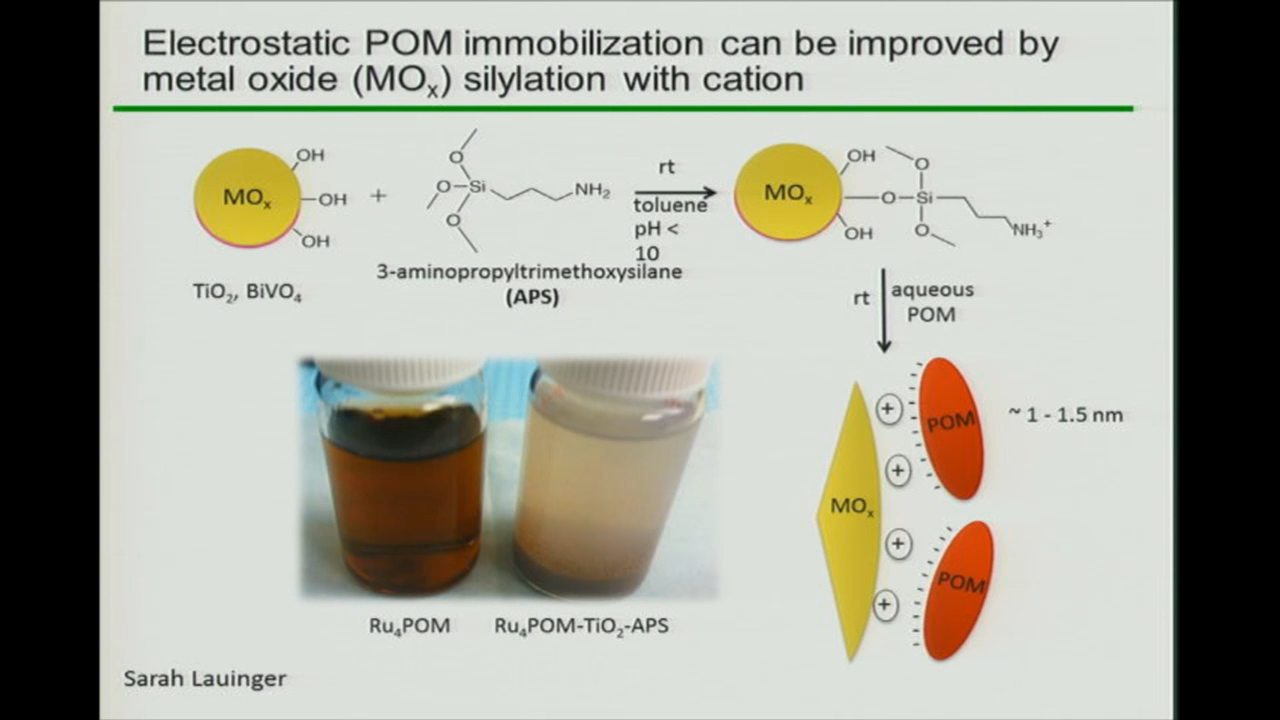 Electrostatic POM immobilization can be improved by
metal oxide (MOₓ) silylation with cation
MOₓ
OH
OH
OH
+
O
O
O
Si
NH₂
rt
toluene
pH <
10
MOₓ
OH
OH
O
O
Si
O
NH₃⁺
TiO₂, BiVO₄
3-aminopropyltrimethoxysilane
(APS)
rt
aqueous
POM
MOₓ
+
+
+
+
POM
POM
~ 1 - 1.5 nm
Ru₄POM
Ru₄POM-TiO₂-APS
Sarah Lauinger